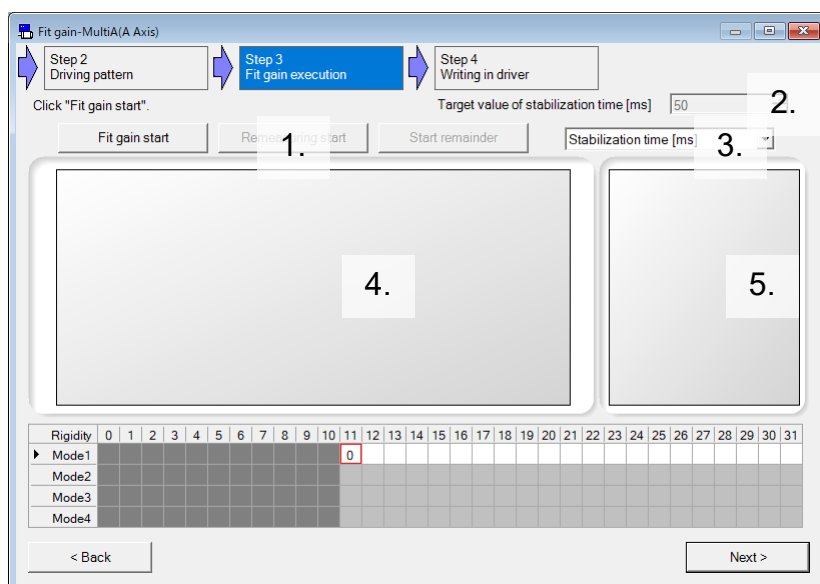 Fit gain-MultiA(A Axis)
Step 2
Driving pattern
Step 3
Fit gain execution
Step 4
Writing in driver
Click "Fit gain start".
Target value of stabilization time [ms]
50
2.
Fit gain start
Remeasuring start
1.
Start remainder
Stabilization time [ms]
3.
4.
5.
Rigidity 0 1 2 3 4 5 6 7 8 9 10 11 12 13 14 15 16 17 18 19 20 21 22 23 24 25 26 27 28 29 30 31
Mode1 0
Mode2
Mode3
Mode4
< Back
Next >